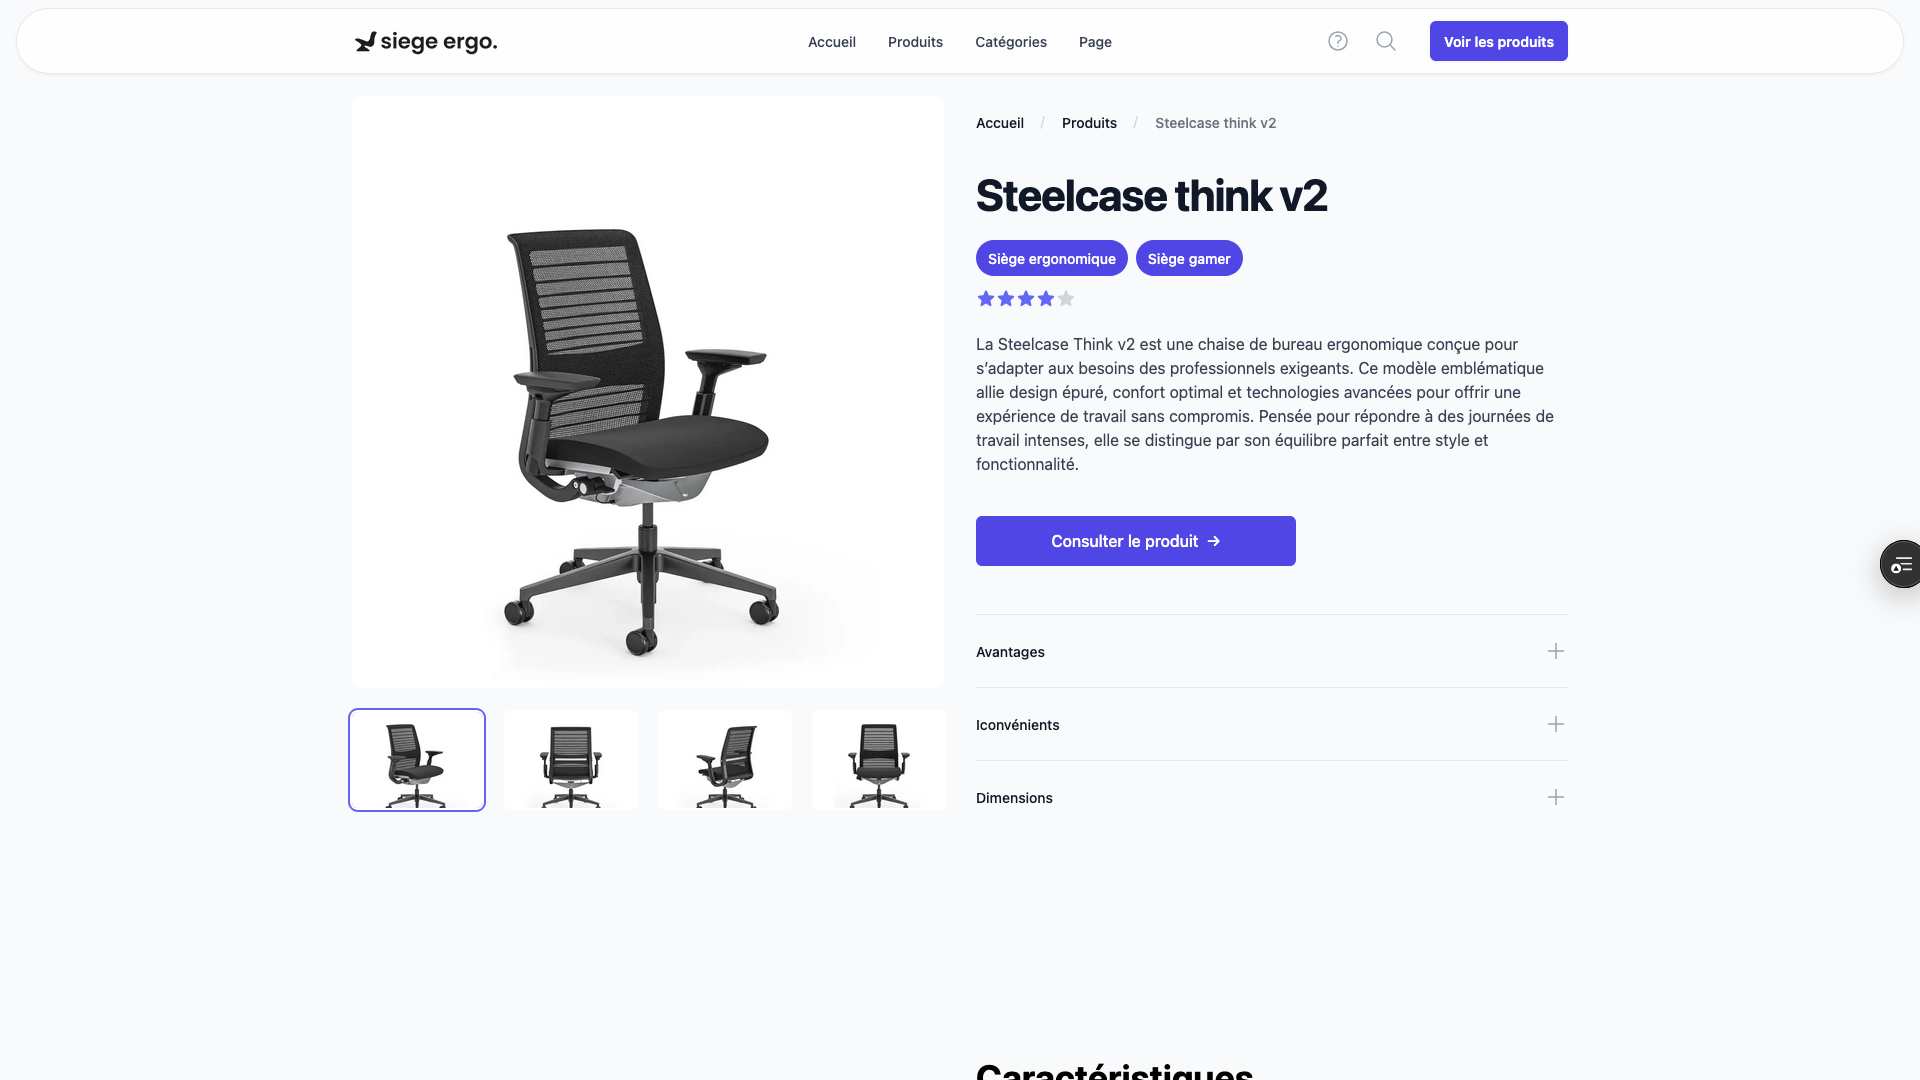 siege ergo.
Accueil
Produits
Catégories
Page
Voir les produits
Accueil / Produits / Steelcase think v2
Steelcase think v2
Siège ergonomique
Siège gamer
La Steelcase Think v2 est une chaise de bureau ergonomique conçue pour
s’adapter aux besoins des professionnels exigeants. Ce modèle emblématique
allie design épuré, confort optimal et technologies avancées pour offrir une
expérience de travail sans compromis. Pensée pour répondre à des journées de
travail intenses, elle se distingue par son équilibre parfait entre style et
fonctionnalité.
Consulter le produit →
Avantages
Iconvénients
Dimensions
Caractéristiques